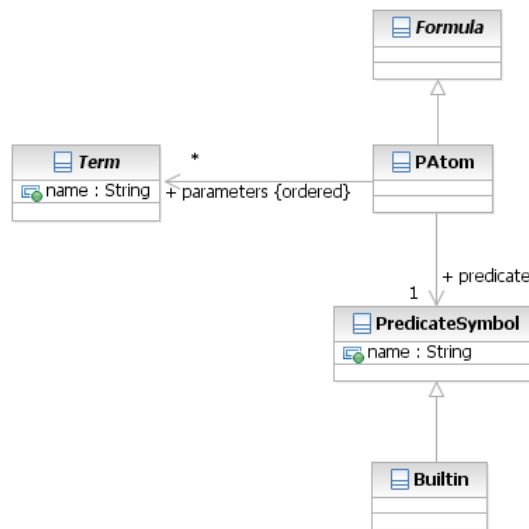 Formula
Term
*
PAtom
name : String
+ parameters {ordered}
+ predicate
1
PredicateSymbol
name : String
Builtin